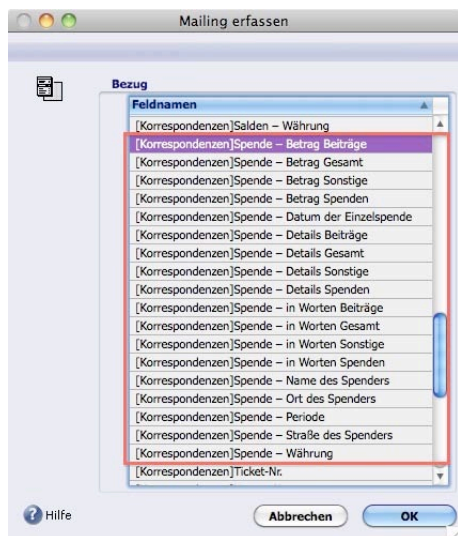 Mailing erfassen
Bezug
Feldnamen
[Korrespondenzen]Salden – Währung
[Korrespondenzen]Spende – Betrag Beiträge
[Korrespondenzen]Spende – Betrag Gesamt
[Korrespondenzen]Spende – Betrag Sonstige
[Korrespondenzen]Spende – Betrag Spenden
[Korrespondenzen]Spende – Datum der Einzelspende
[Korrespondenzen]Spende – Details Beiträge
[Korrespondenzen]Spende – Details Gesamt
[Korrespondenzen]Spende – Details Sonstige
[Korrespondenzen]Spende – Details Spenden
[Korrespondenzen]Spende – in Worten Beiträge
[Korrespondenzen]Spende – in Worten Gesamt
[Korrespondenzen]Spende – in Worten Sonstige
[Korrespondenzen]Spende – in Worten Spenden
[Korrespondenzen]Spende – Name des Spenders
[Korrespondenzen]Spende – Ort des Spenders
[Korrespondenzen]Spende – Periode
[Korrespondenzen]Spende – Straße des Spenders
[Korrespondenzen]Spende – Währung
[Korrespondenzen]Ticket-Nr.
Hilfe
Abbrechen
OK